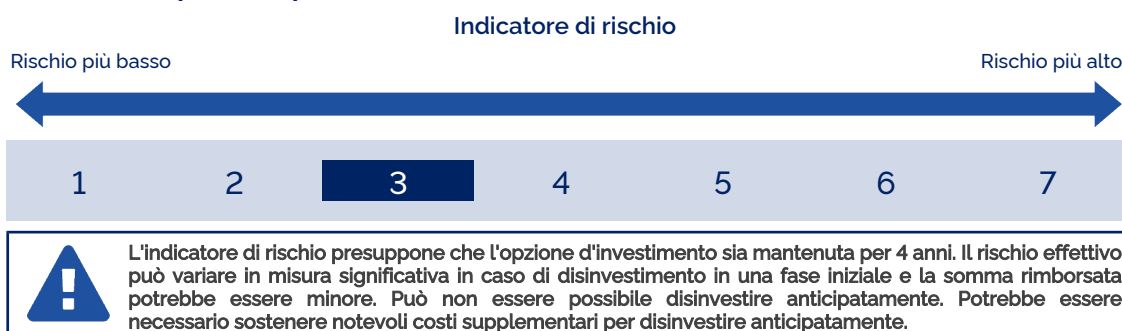 Indicatore di rischio
Rischio più basso
Rischio più alto
1 2 3 4 5 6 7
L'indicatore di rischio presuppone che l'opzione d'investimento sia mantenuta per 4 anni. Il rischio effettivo
può variare in misura significativa in caso di disinvestimento in una fase iniziale e la somma rimborsata
potrebbe essere minore. Può non essere possibile disinvestire anticipatamente. Potrebbe essere
necessario sostenere notevoli costi supplementari per disinvestire anticipatamente.